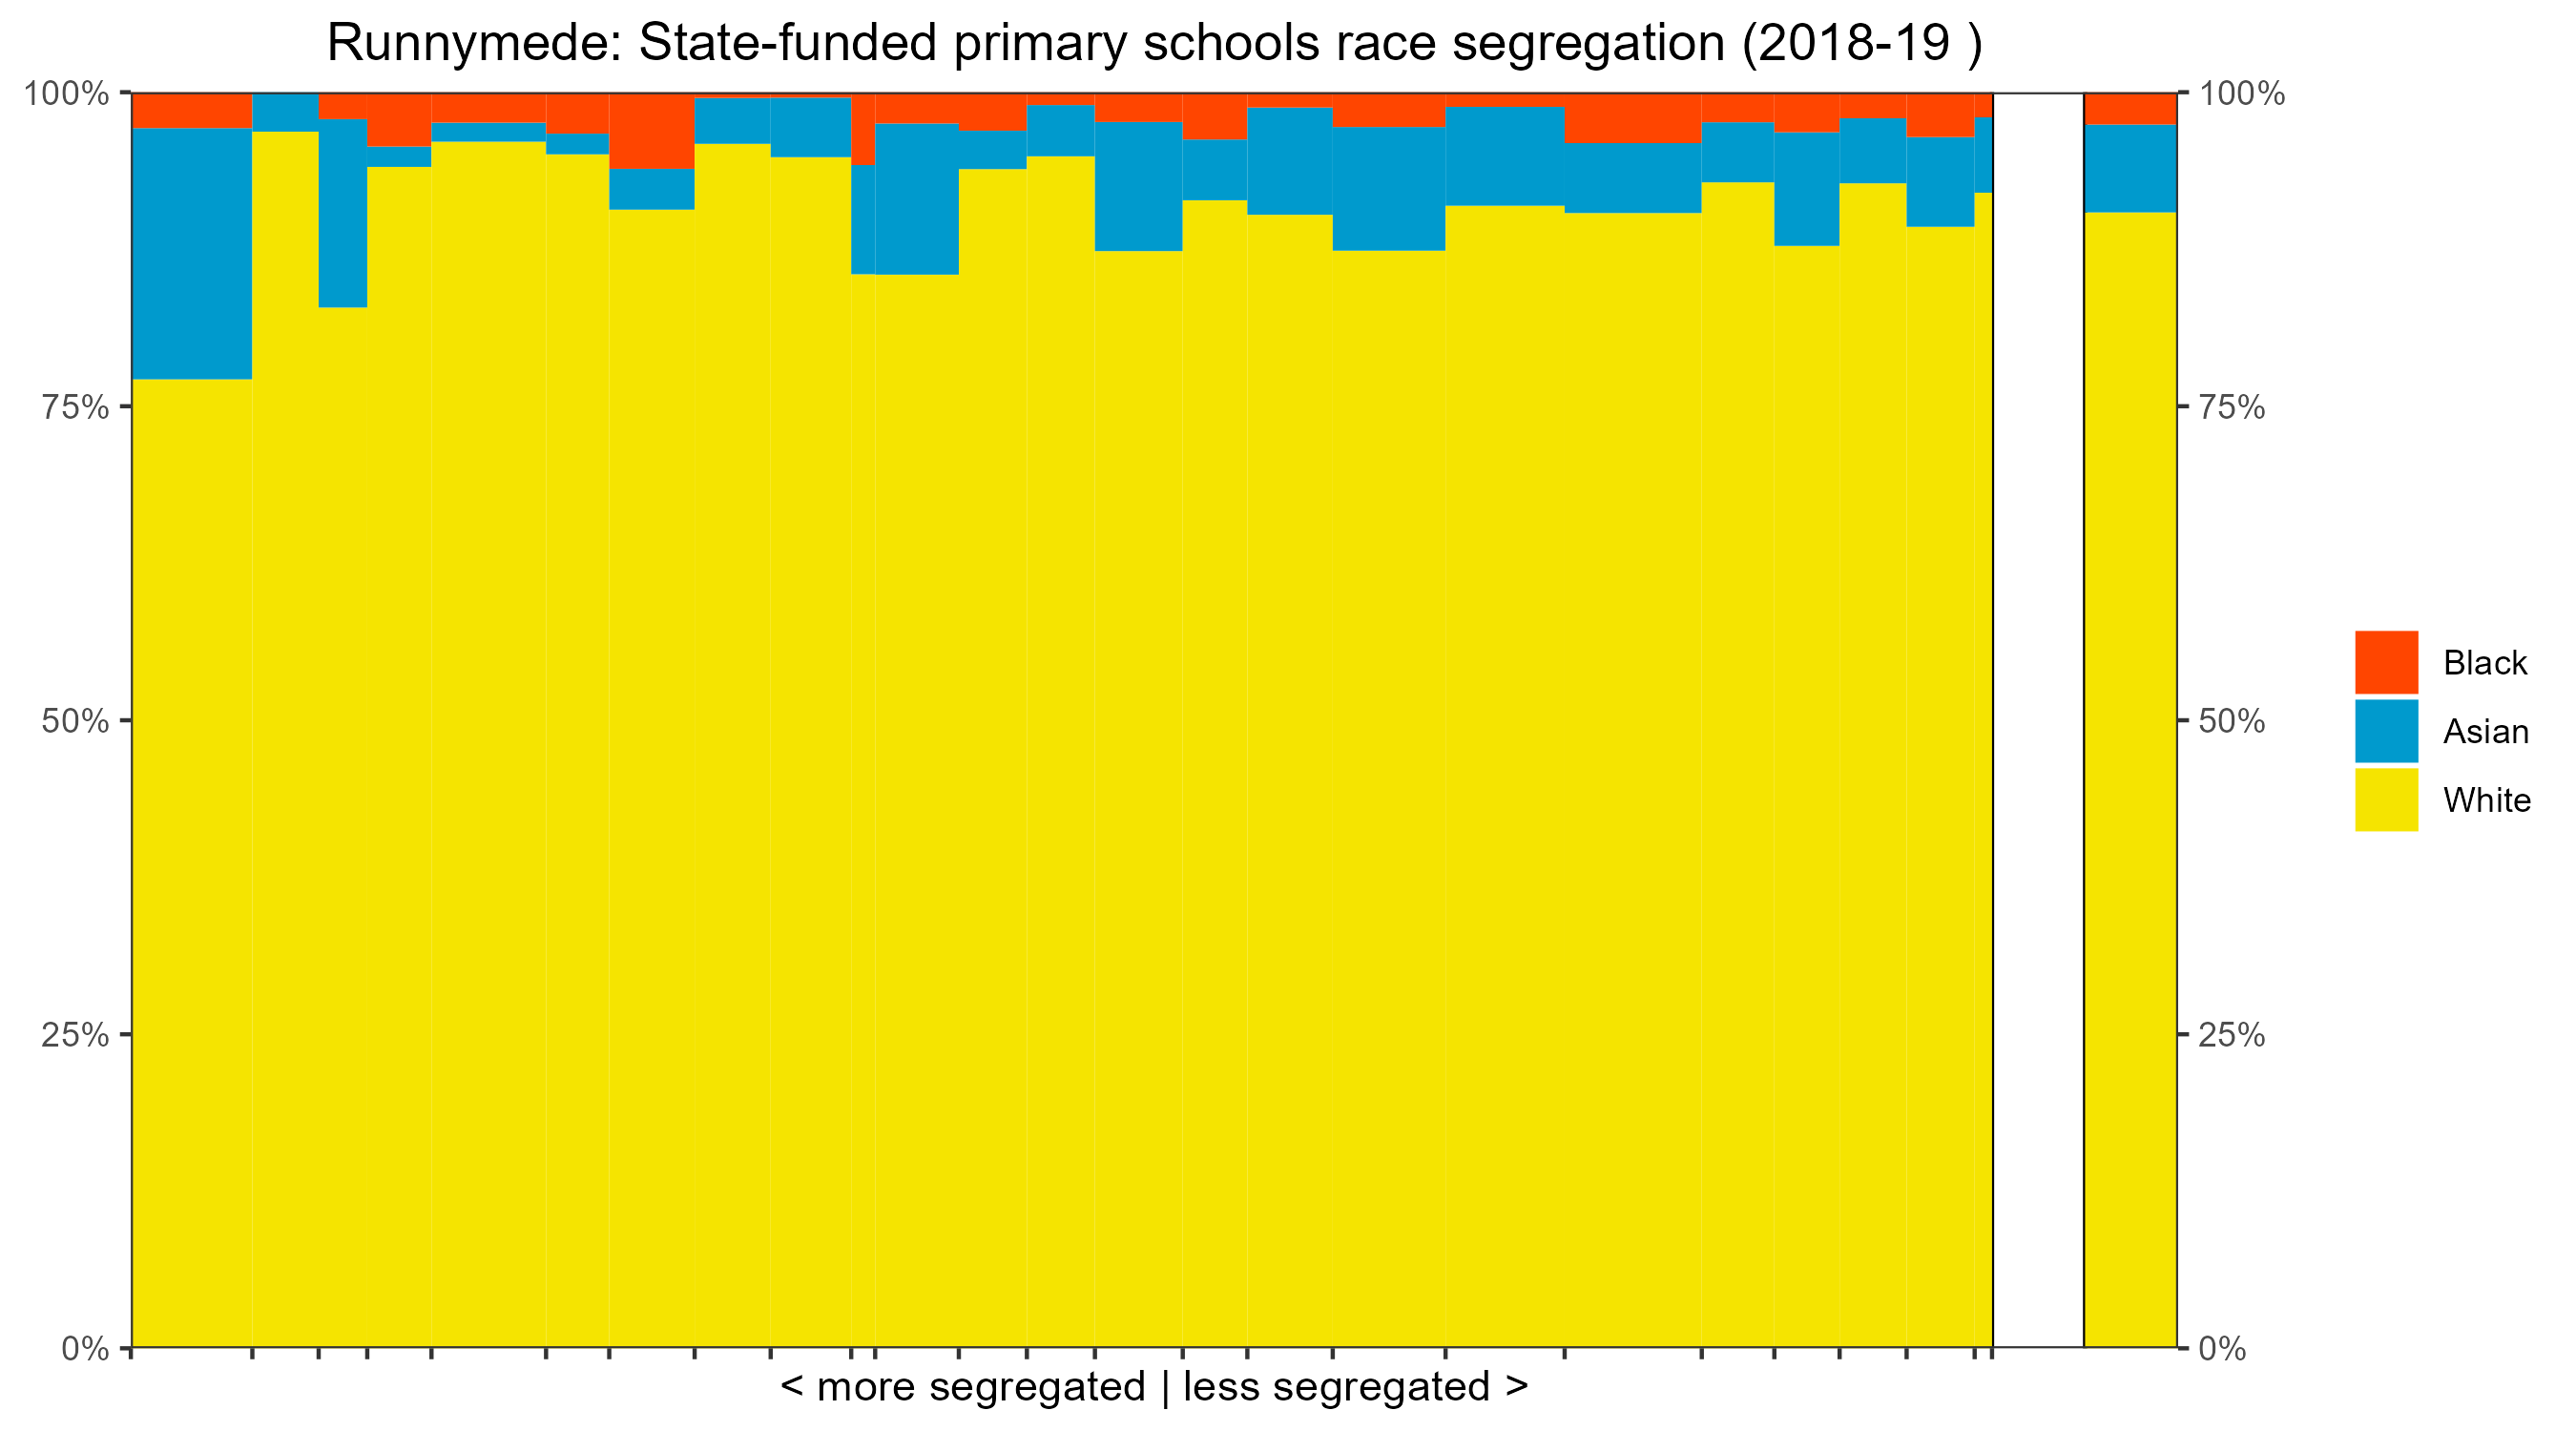 Runnymede: State-funded primary schools race segregation (2018-19 )
100%
75%
50%
25%
0%
100%
75%
50%
25%
0%
Black
Asian
White
< more segregated | less segregated >